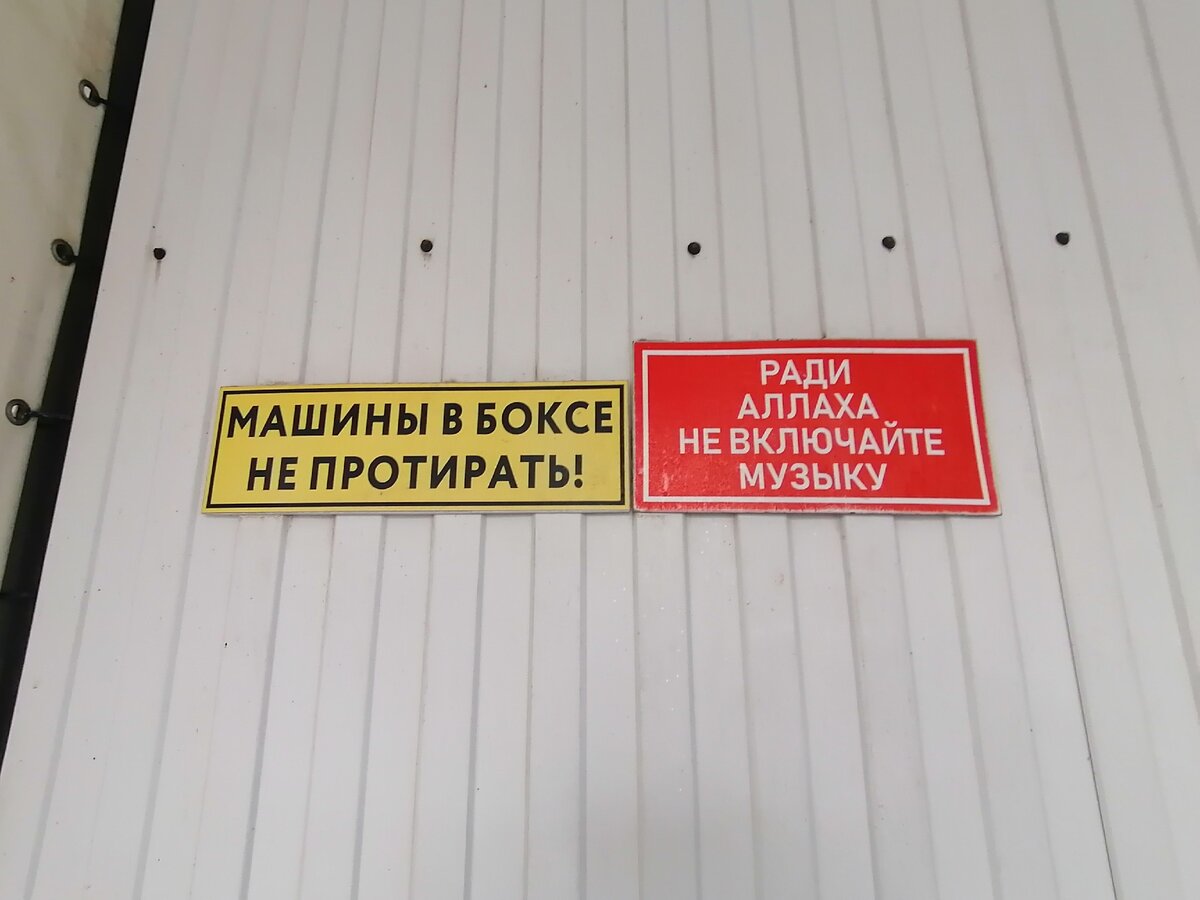 МАШИНЫ В БОКСЕ
НЕ ПРОТИРАТЬ!
РАДИ
АЛЛАХА
НЕ ВКЛЮЧАЙТЕ
МУЗЫКУ